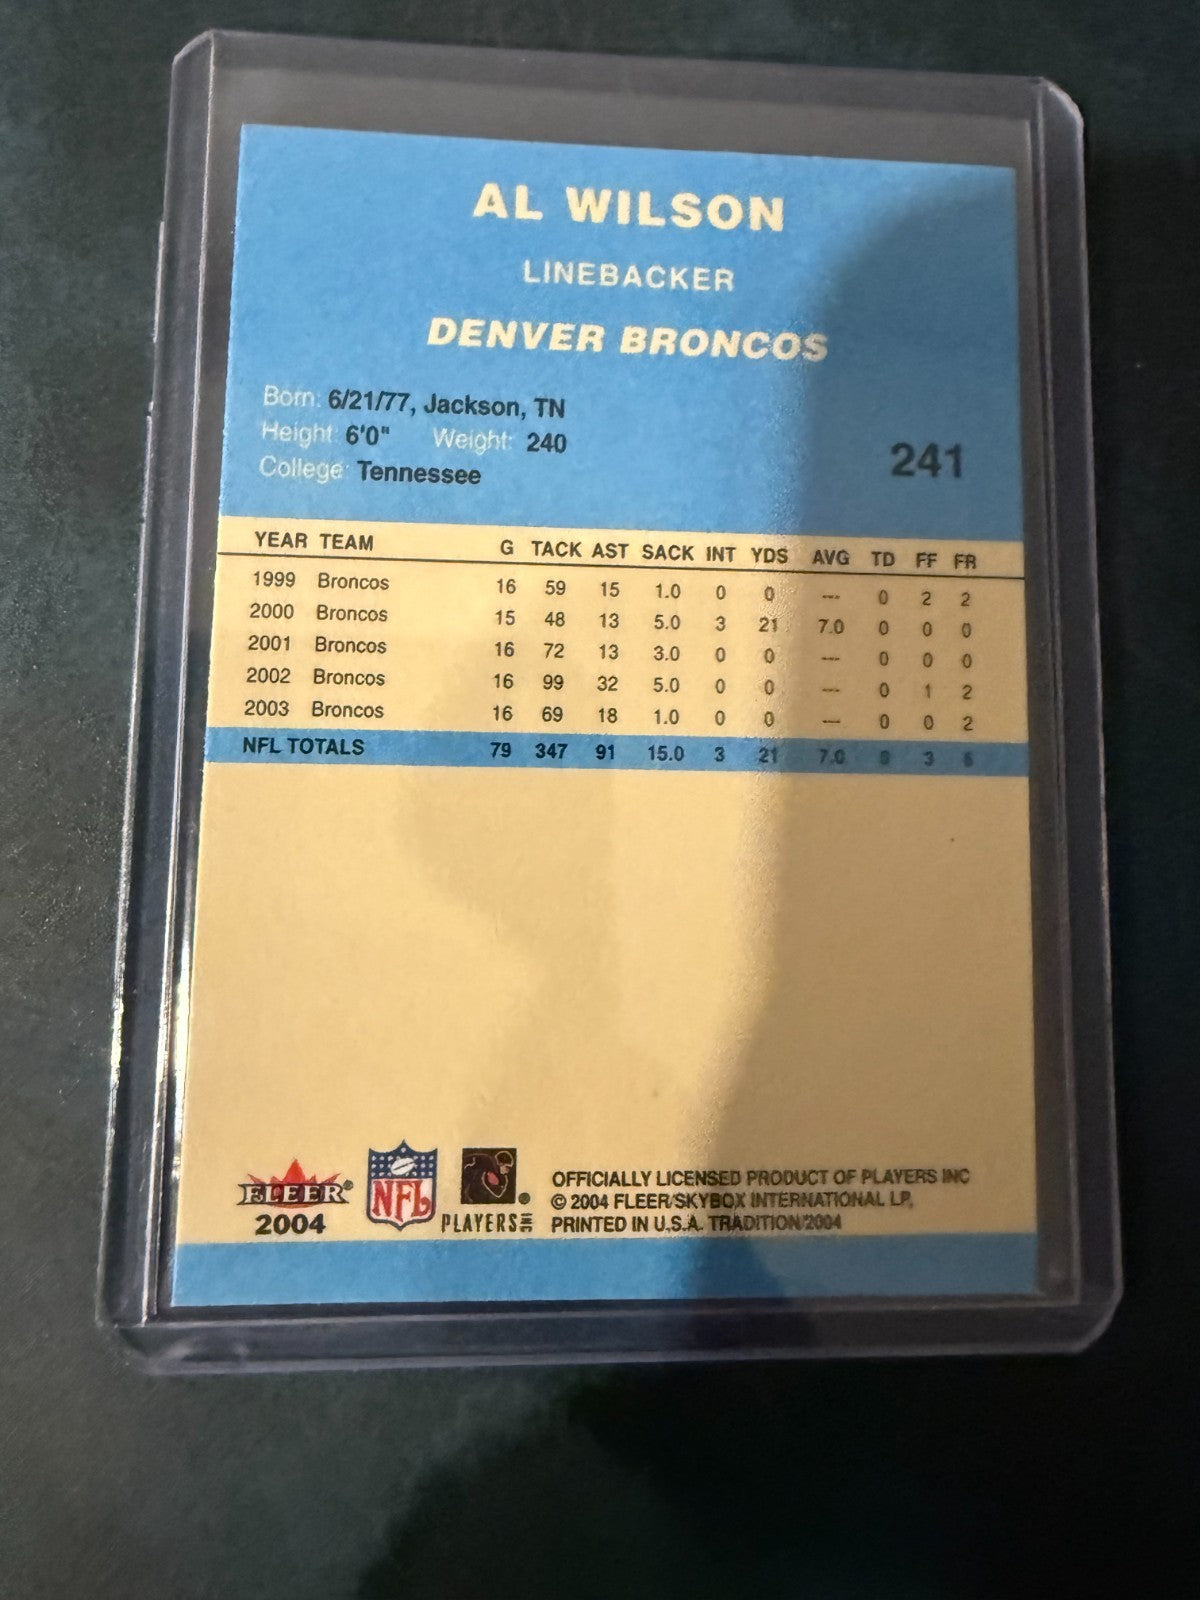 AL WILSON
LINEBACKER
DENVER BRONCOS
Born: 6/21/77, Jackson, TN
Height: 6'0" Weight: 240
College: Tennessee
241
YEAR TEAM G TACK AST SACK INT YDS AVG TD FF FR
1999 Broncos 16 59 15 1.0 0 0 — 0 2 2
2000 Broncos 15 48 13 5.0 3 21 7.0 0 0 0
2001 Broncos 16 72 13 3.0 0 0 — 0 0 0
2002 Broncos 16 99 32 5.0 0 0 — 0 1 2
2003 Broncos 16 69 18 1.0 0 0 — 0 0 2
NFL TOTALS 79 347 91 15.0 3 21 7.0 3
FLEER®
2004
NFL
PLAYERS INC
OFFICIALLY LICENSED PRODUCT OF PLAYERS INC
© 2004 FLEER/SKYBOX INTERNATIONAL LP,
PRINTED IN U.S.A. TRADITION/2004